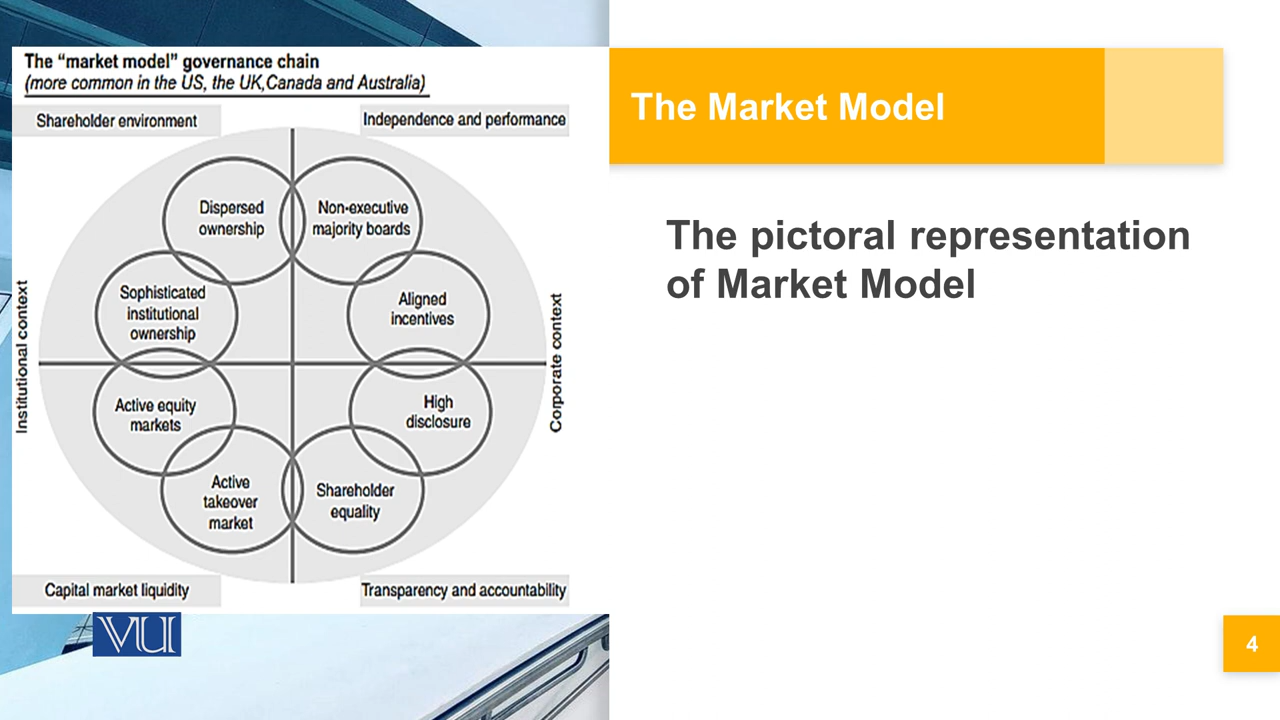 The “market model” governance chain
(more common in the US, the UK,Canada and Australia)
Shareholder environment
Independence and performance
Institutional context
Corporate context
Dispersed
ownership
Non-executive
majority boards
Sophisticated
institutional
ownership
Aligned
incentives
Active equity
markets
High
disclosure
Active
takeover
market
Shareholder
equality
Capital market liquidity
Transparency and accountability
VU
The Market Model
The pictoral representation
of Market Model
4